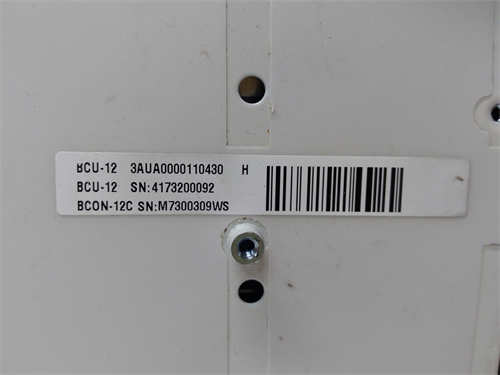 BCU-12 3AUA0000110430 H
BCU-12 SN:4173200092
BCON-12C SN:M7300309WS